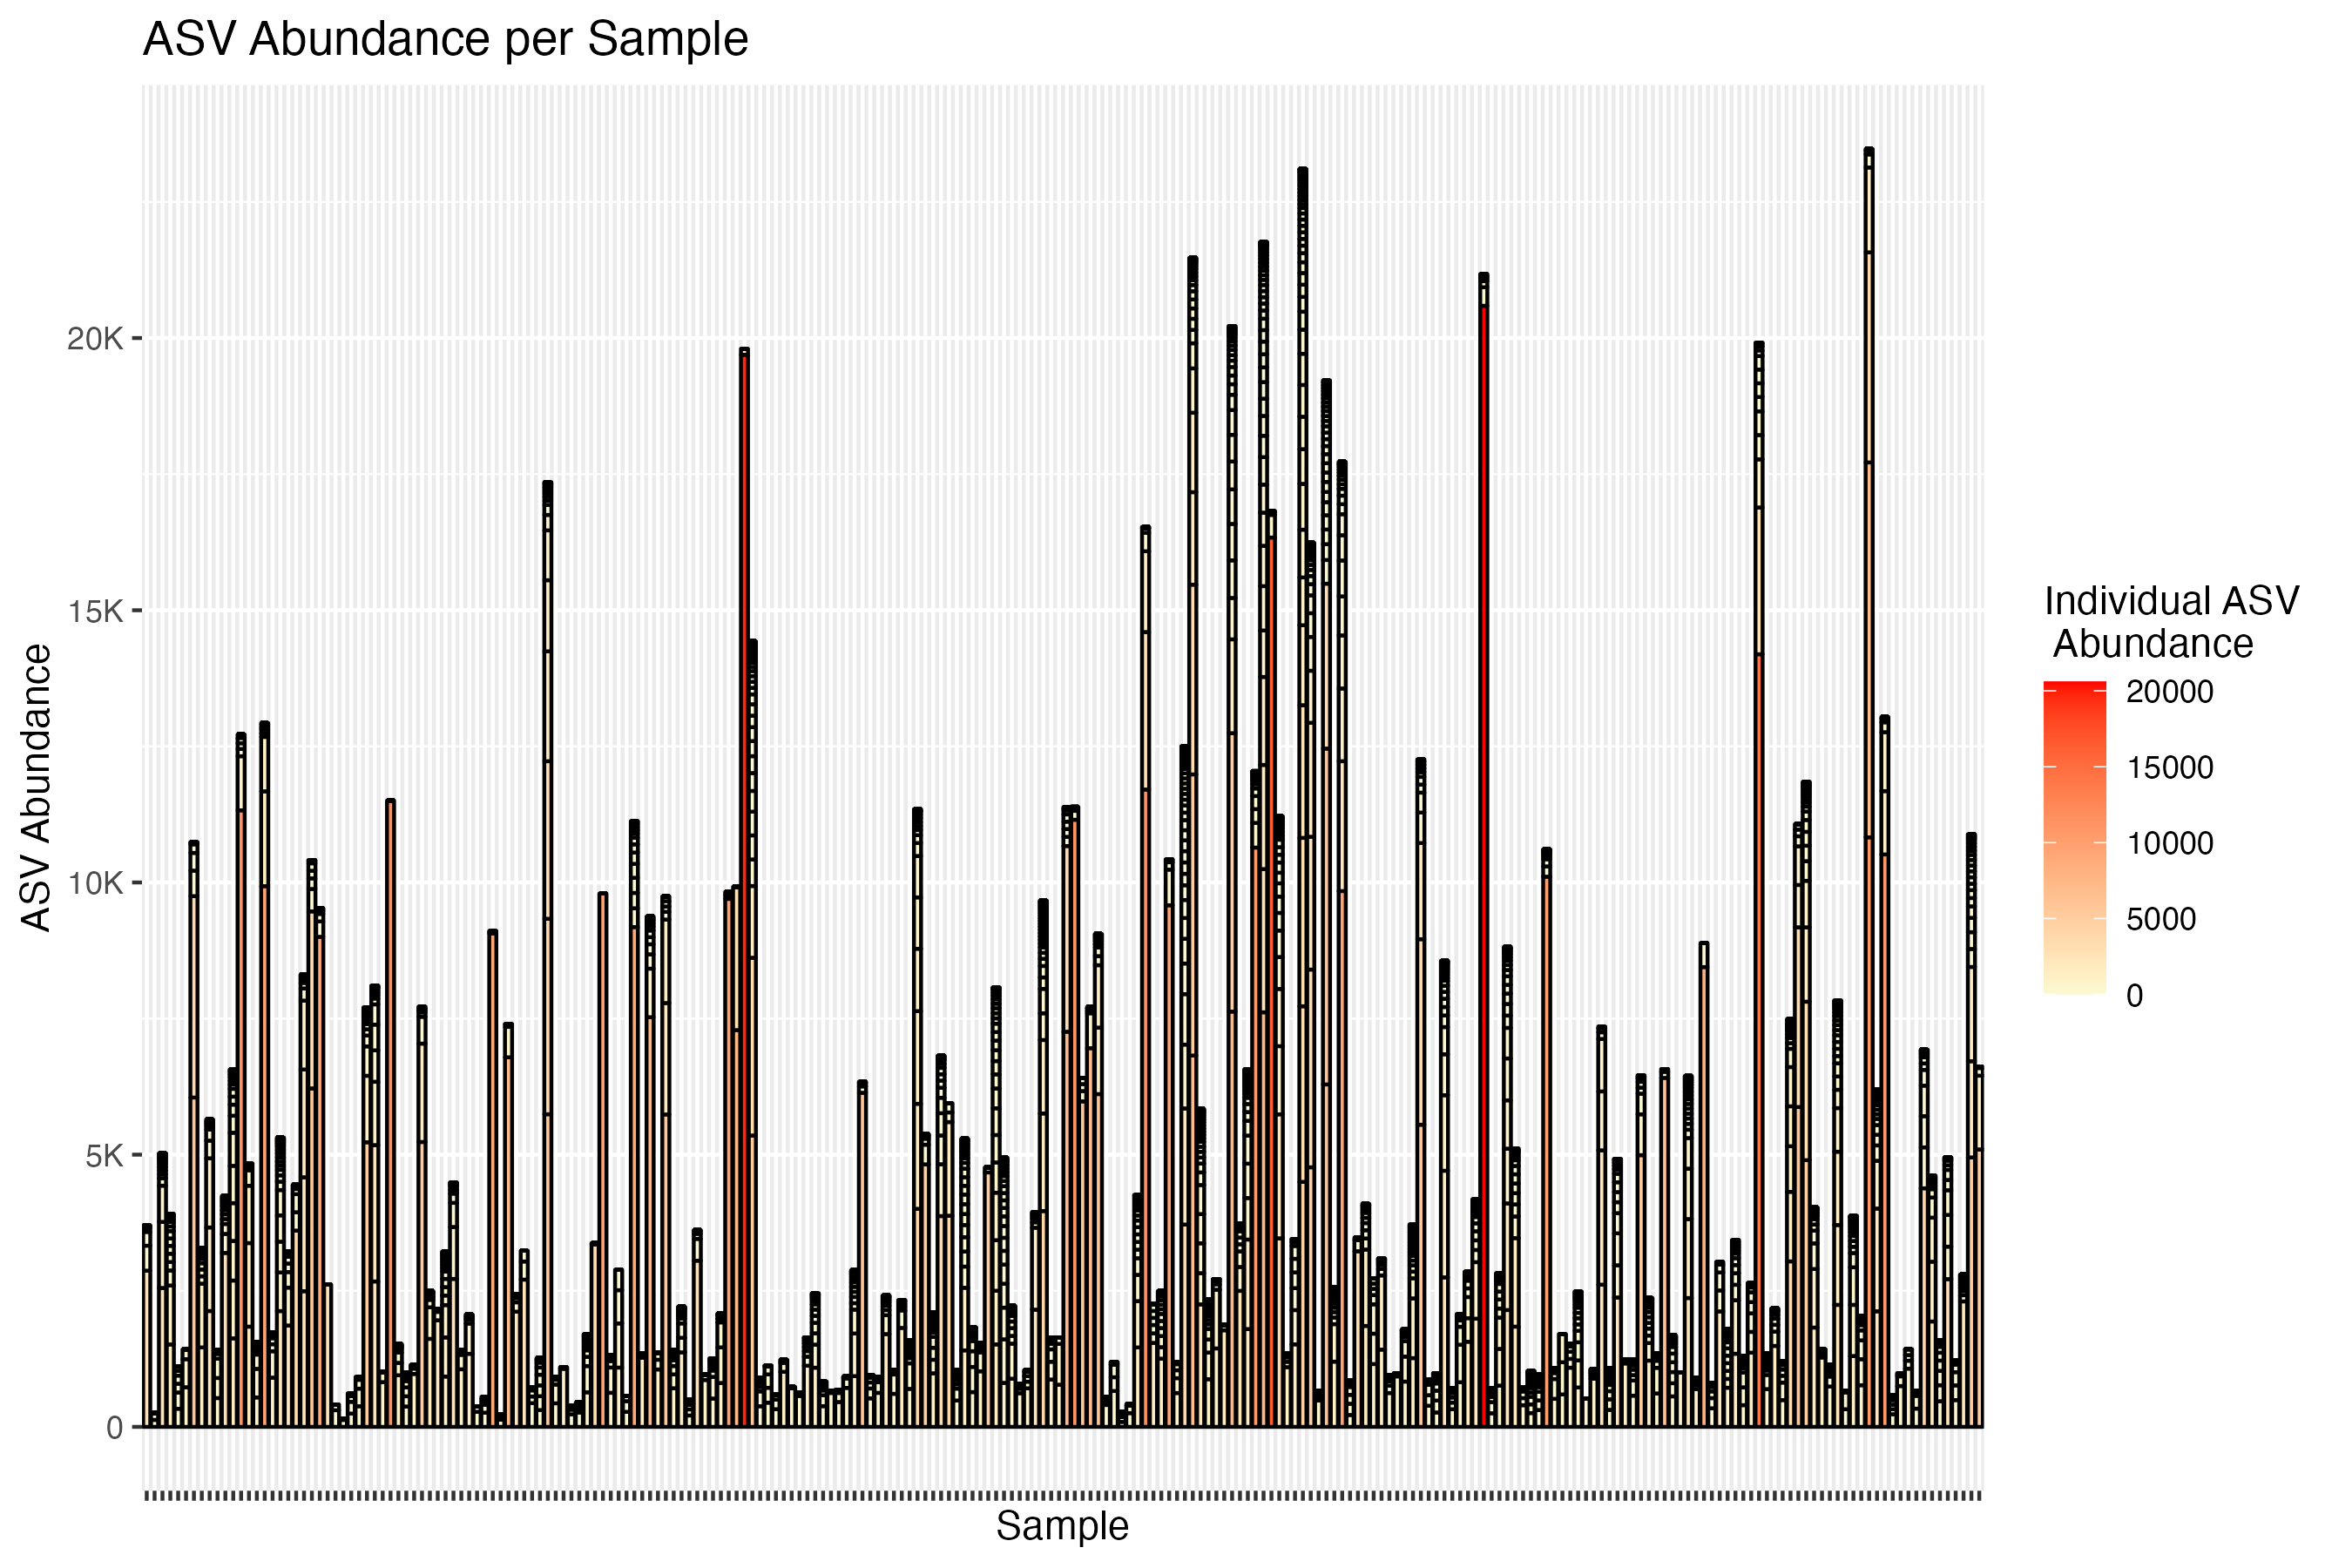 ASV Abundance per Sample
ASV Abundance
20K
15K
10K
5K
0
Sample
Individual ASV
Abundance
20000
15000
10000
5000
0